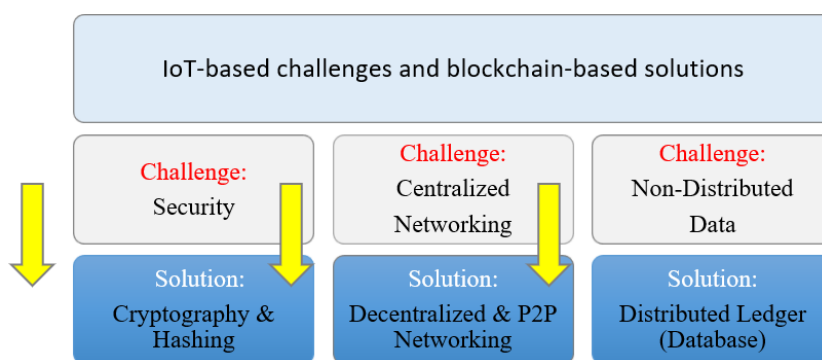 IoT-based challenges and blockchain-based solutions
Challenge:
Security
Challenge:
Centralized
Networking
Challenge:
Non-Distributed
Data
Solution:
Cryptography &
Hashing
Solution:
Decentralized & P2P
Networking
Solution:
Distributed Ledger
(Database)